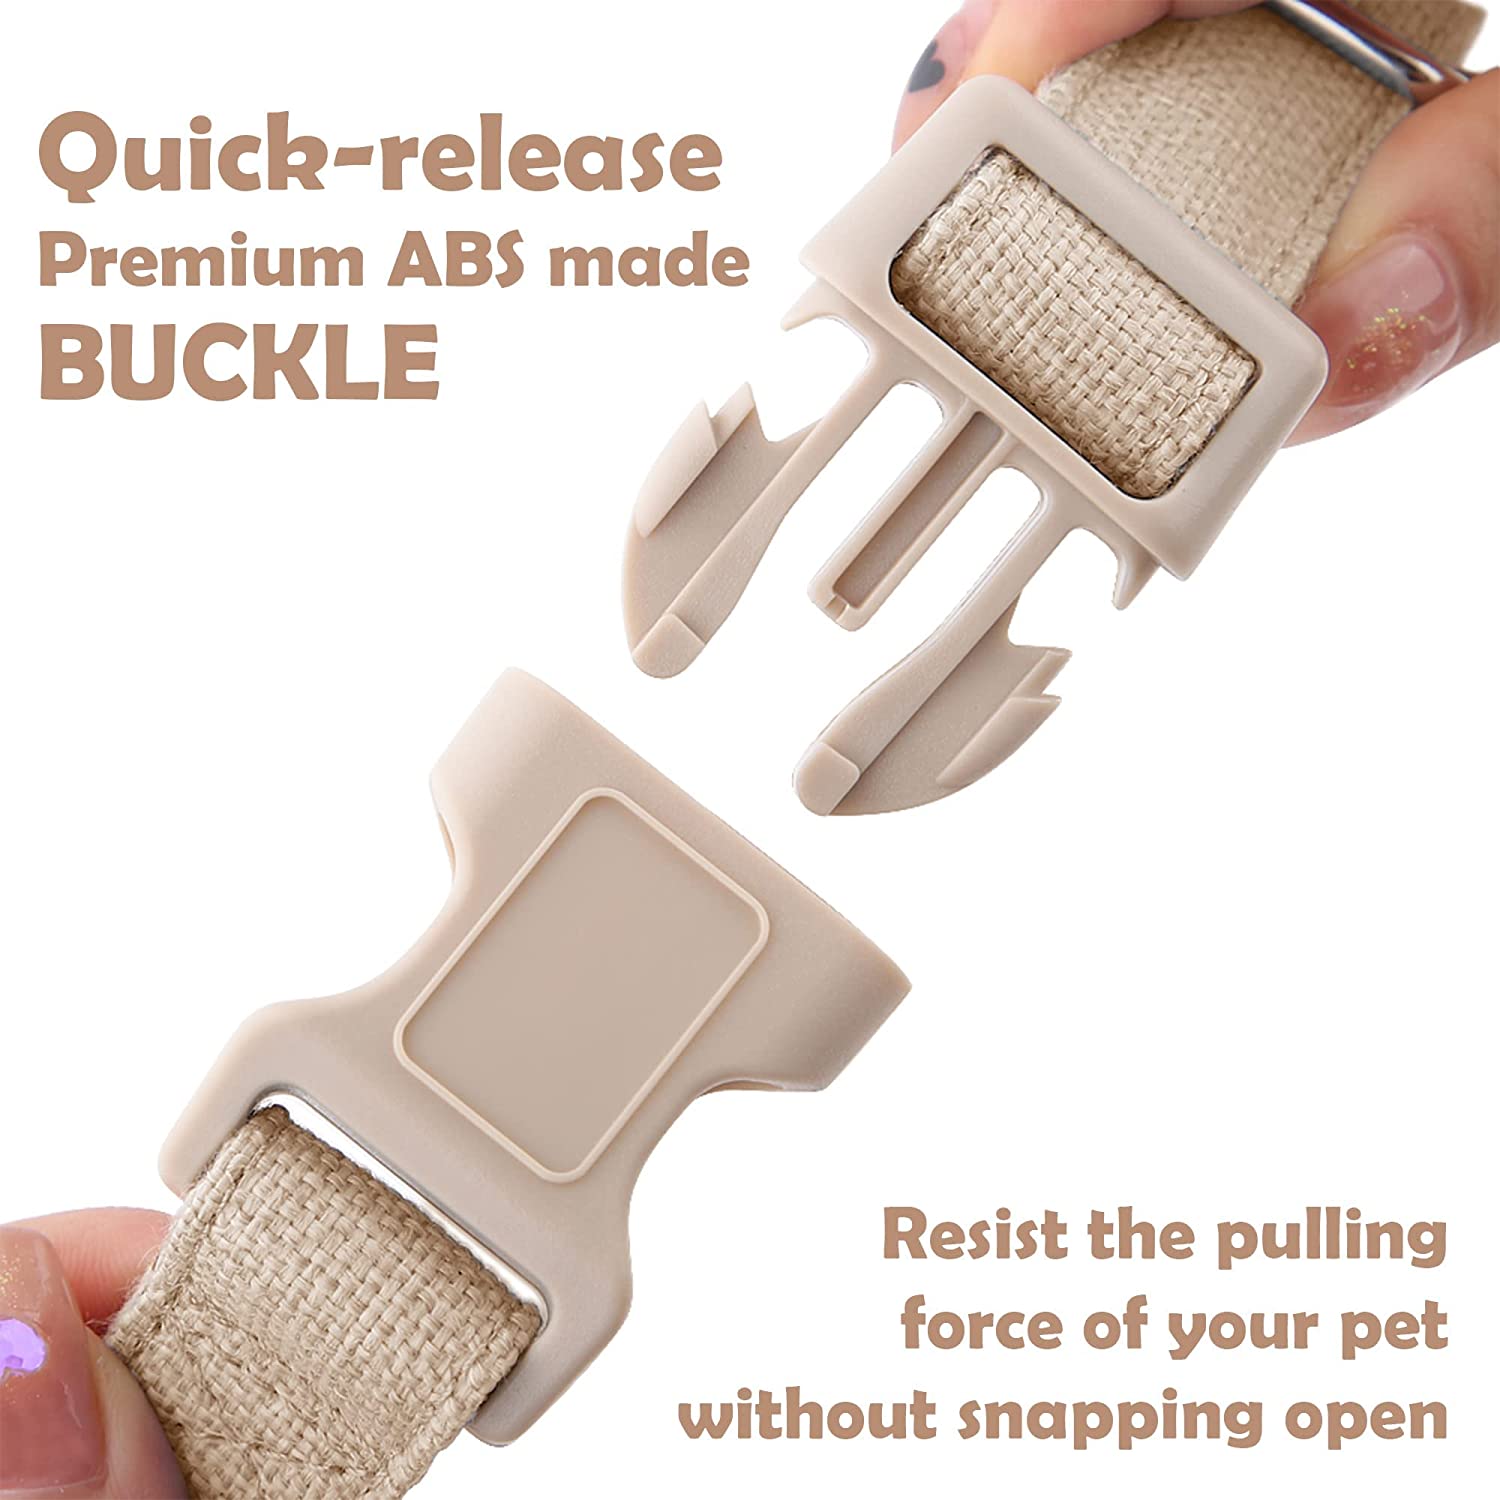 Quick-release
Premium ABS made
BUCKLE
Resist the pulling
force of your pet
without snapping open